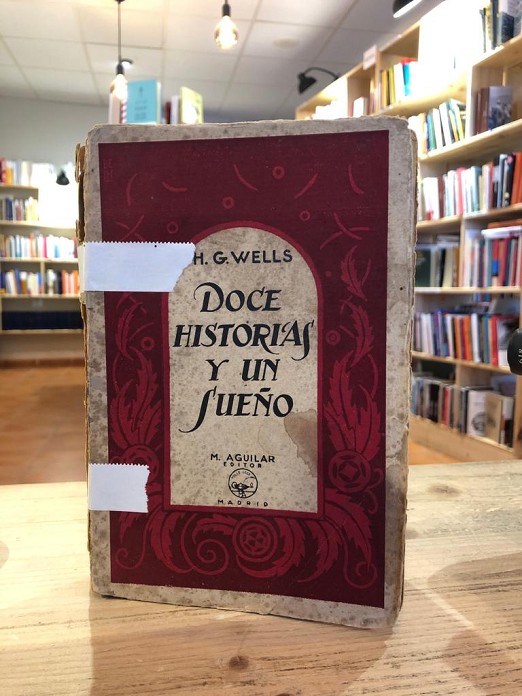 H. G. WELLS
DOCE
HISTORIAS
Y UN
SUEÑO
M. AGUILAR
EDITOR
MADRID